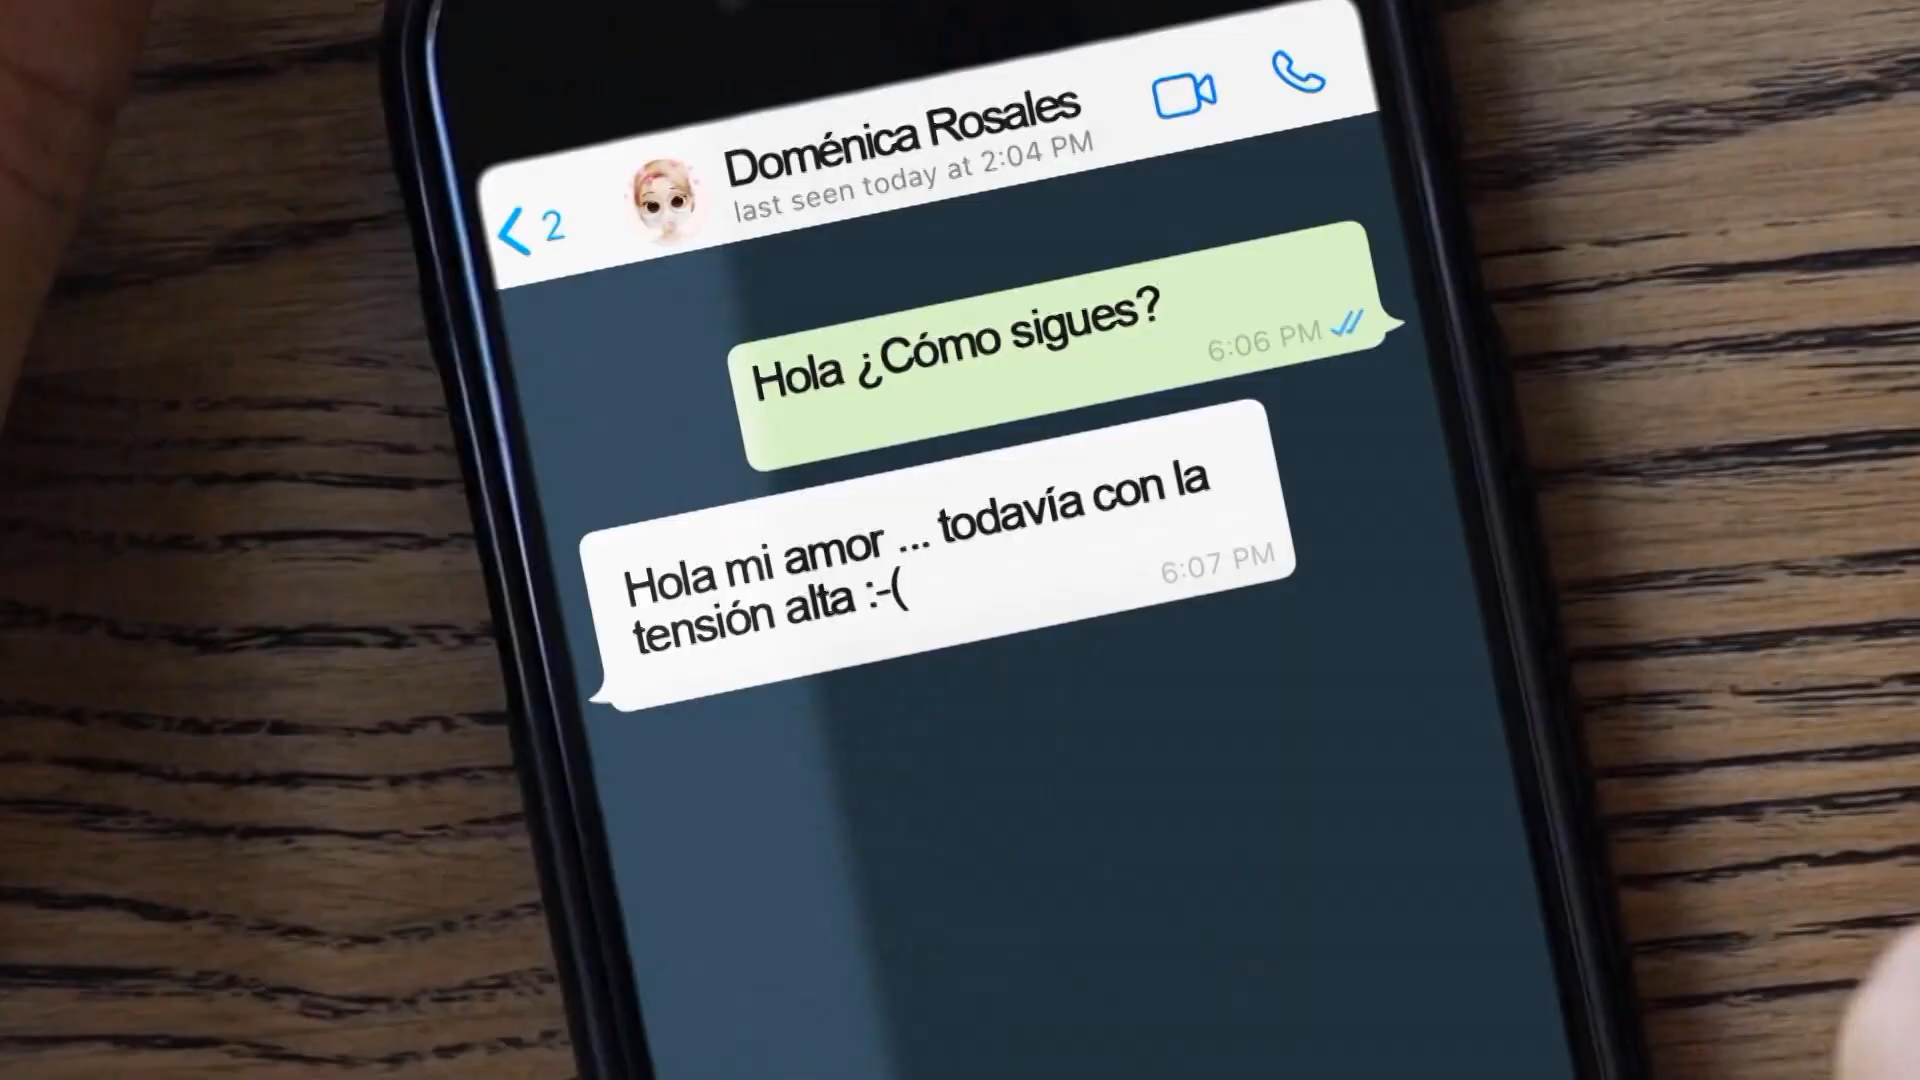 2
Doménica Rosales
last seen today at 2:04 PM
Hola ¿Cómo sigues?
6:06 PM
Hola mi amor ... todavía con la
tensión alta :-(
6:07 PM